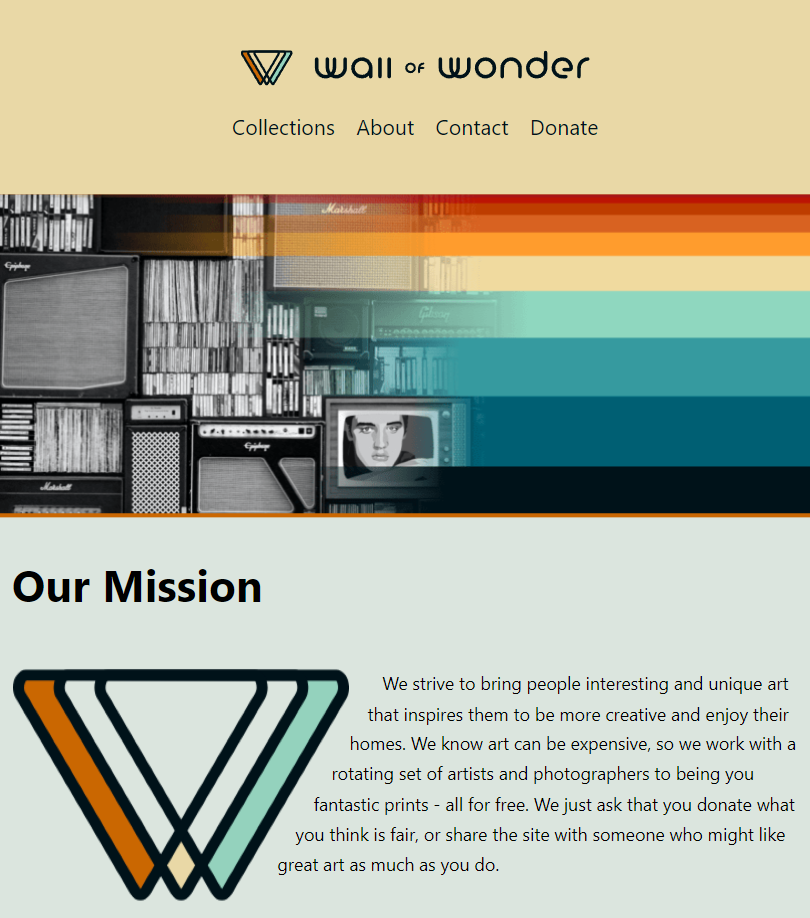 wall of wonder
Collections About Contact Donate
Marshall
Epiphone
Gibson
Epiphone
Marshall
Our Mission
We strive to bring people interesting and unique art
that inspires them to be more creative and enjoy their
homes. We know art can be expensive, so we work with a
rotating set of artists and photographers to being you
fantastic prints - all for free. We just ask that you donate what
you think is fair, or share the site with someone who might like
great art as much as you do.